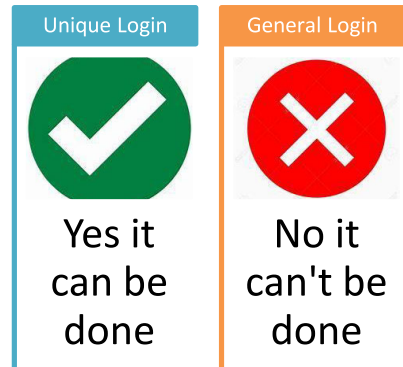 Unique Login
Yes it
can be
done
General Login
No it
can't be
done